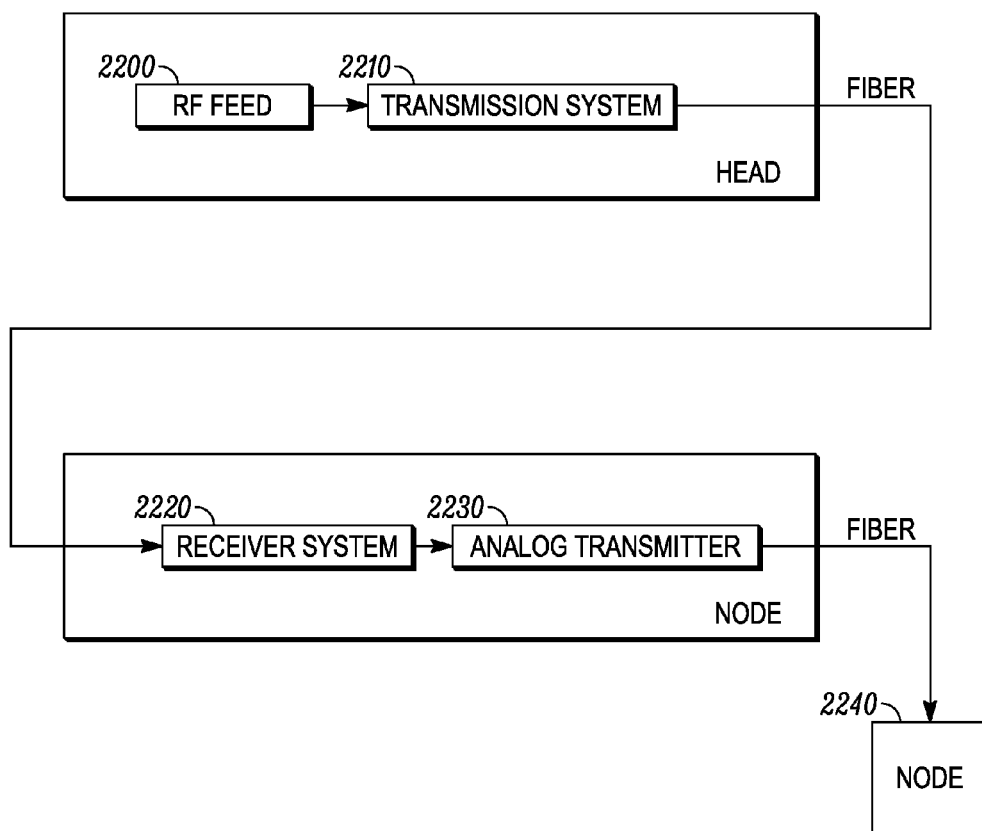 2200
RF FEED
2210
TRANSMISSION SYSTEM
FIBER
HEAD
2220
RECEIVER SYSTEM
2230
ANALOG TRANSMITTER
FIBER
NODE
2240
NODE